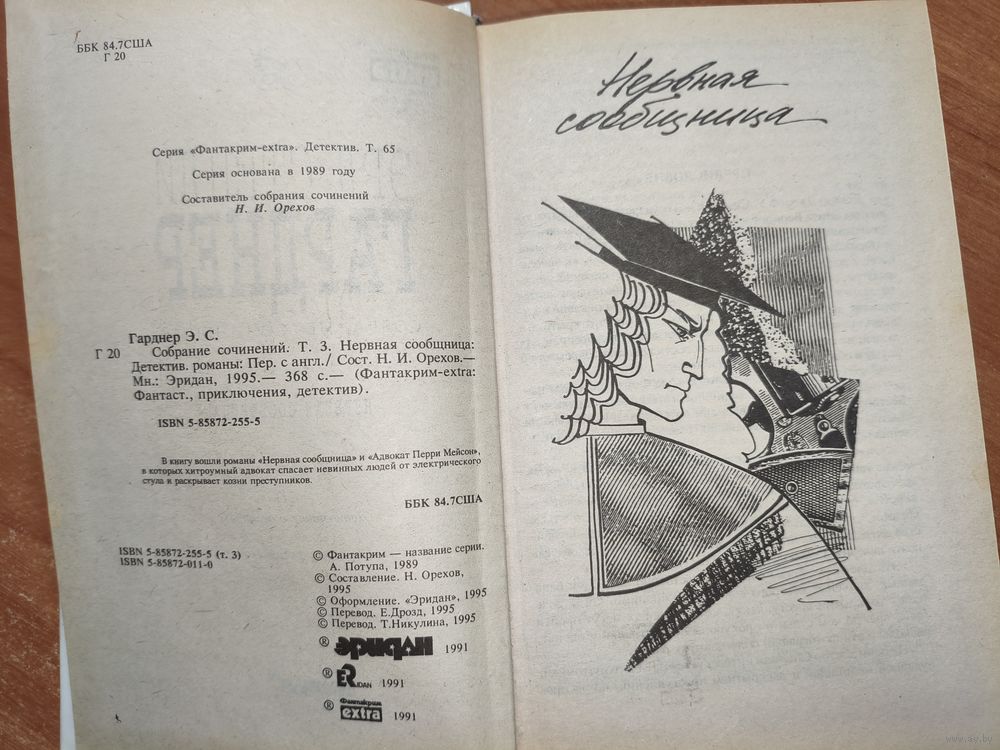 ББК 84.7США
Г 20
Серия «Фантакрим-extra». Детектив. Т. 65
Серия основана в 1989 году
Составитель собрания сочинений
Н. И. Орехов
Гарднер Э. С.
Г 20 Собрание сочинений. Т. 3. Нервная сообщница:
Детектив. романы: Пер. с англ./ Сост. Н. И. Орехов.—
Мн.: Эридан, 1995.— 368 с.— (Фантакрим-extra:
Фантаст., приключения, детектив).
ISBN 5-85872-255-5
В книгу вошли романы «Нервная сообщница» и «Адвокат Перри Мейсон»,
в которых хитроумный адвокат спасает невинных людей от электрического
стула и раскрывает козни преступников.
ББК 84.7США
ISBN 5-85872-255-5 (т. 3)
ISBN 5-85872-011-0
© Фантакрим — название серии.
А. Потупа, 1989
© Составление. Н. Орехов,
1995
© Оформление. «Эридан», 1995
© Перевод. Е.Дрозд, 1995
© Перевод. Т.Никулина, 1995
® эридан 1991
® ERIDAN 1991
® Фантакрим
extra 1991
Нервная
сообщница
www.ay.by